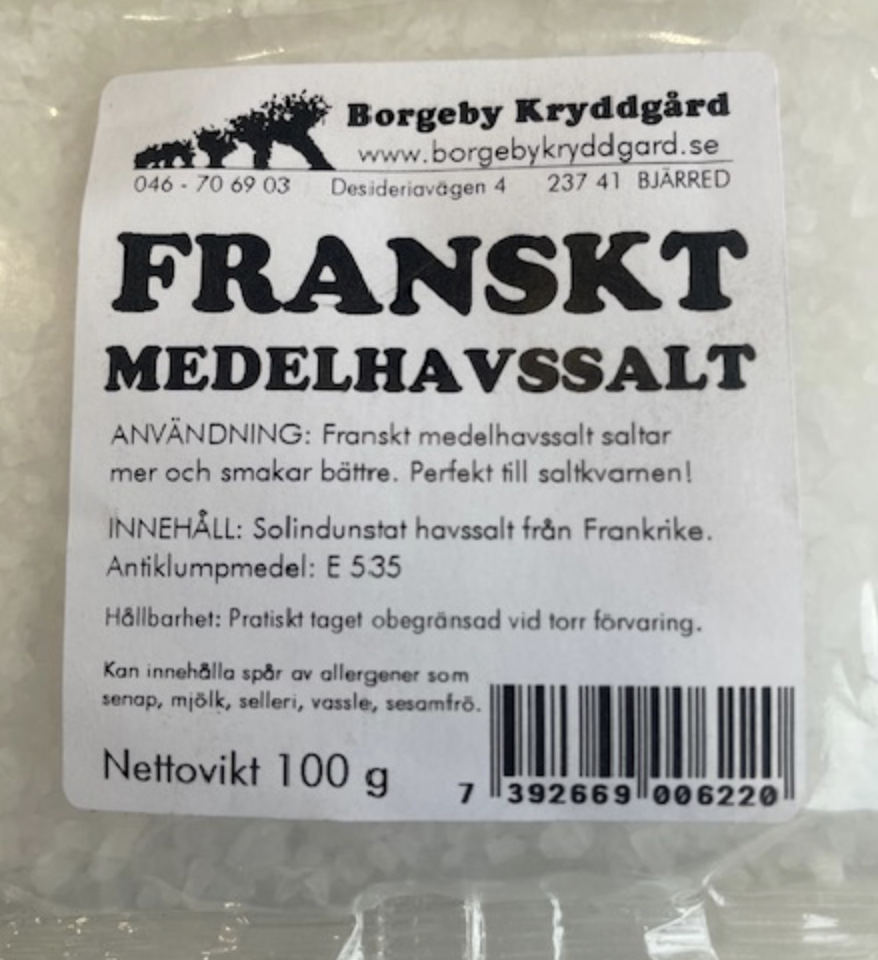 Borgeby Kryddgård
www.borgebykryddgard.se
046 - 70 69 03 Desideriavägen 4 237 41 BJÄRRED
FRANSKT
MEDELHAVSSALT
ANVÄNDNING: Franskt medelhavssalt saltar
mer och smakar bättre. Perfekt till saltkvarnen!
INNEHÅLL: Solindunstat havssalt från Frankrike.
Antiklumpmedel: E 535
Hållbarhet: Pratiskt taget obegränsad vid torr förvaring.
Kan innehålla spår av allergener som
senap, mjölk, selleri, vassle, sesamfrö.
Nettovikt 100 g
7 392669 006220